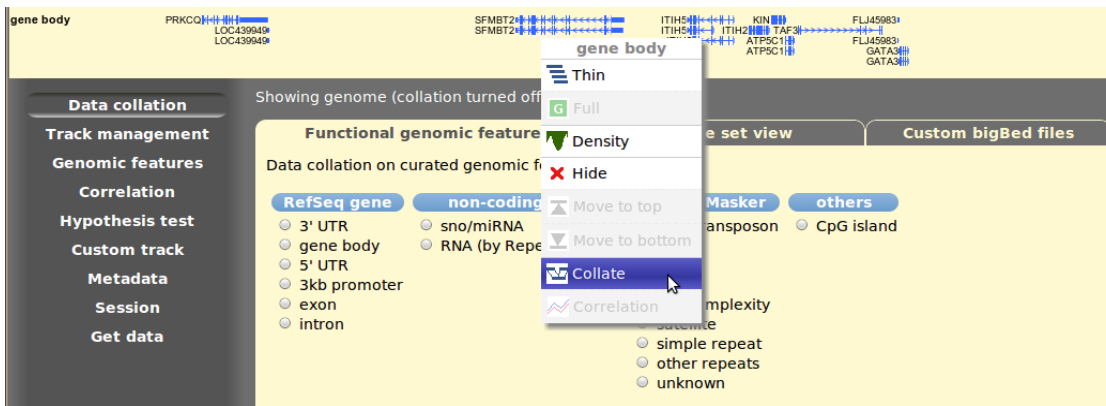 gene body
PRKCQ
LOC439949
LOC439949
SFMBT2
SFMBT2
ITIH5
ITIH5
KIN
ITIH2
TAF3
ATP5C1
ATP5C1
FLJ45983
FLJ45983
GATA3
GATA3
gene body
Thin
Full
Density
Hide
Move to top
Move to bottom
Collate
Correlation
Data collation
Track management
Genomic features
Correlation
Hypothesis test
Custom track
Metadata
Session
Get data
Showing genome (collation turned off
Functional genomic feature
e set view
Custom bigBed files
Data collation on curated genomic f
RefSeq gene
3' UTR
gene body
5' UTR
3kb promoter
exon
intron
non-coding
sno/miRNA
RNA (by Repe
Masker
ansposon
mplexity
satellite
simple repeat
other repeats
unknown
others
CpG island